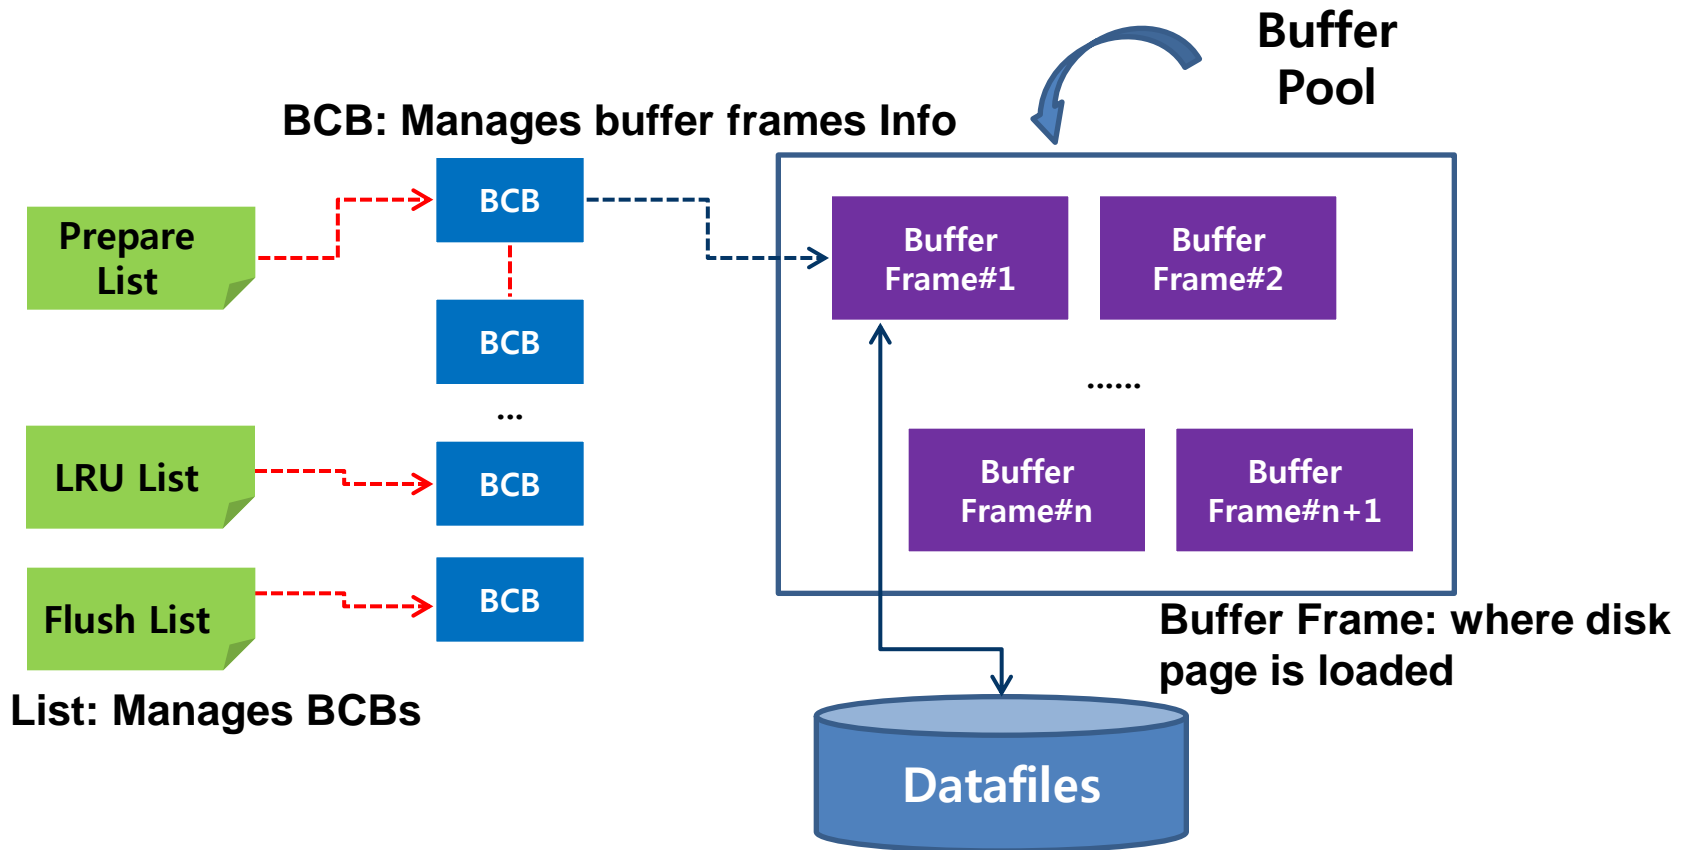 Buffer
Pool
BCB: Manages buffer frames Info
Prepare
List
BCB
BCB
...
LRU List
BCB
Flush List
BCB
List: Manages BCBs
Buffer
Frame#1
Buffer
Frame#2
......
Buffer
Frame#n
Buffer
Frame#n+1
Buffer Frame: where disk
page is loaded
Datafiles